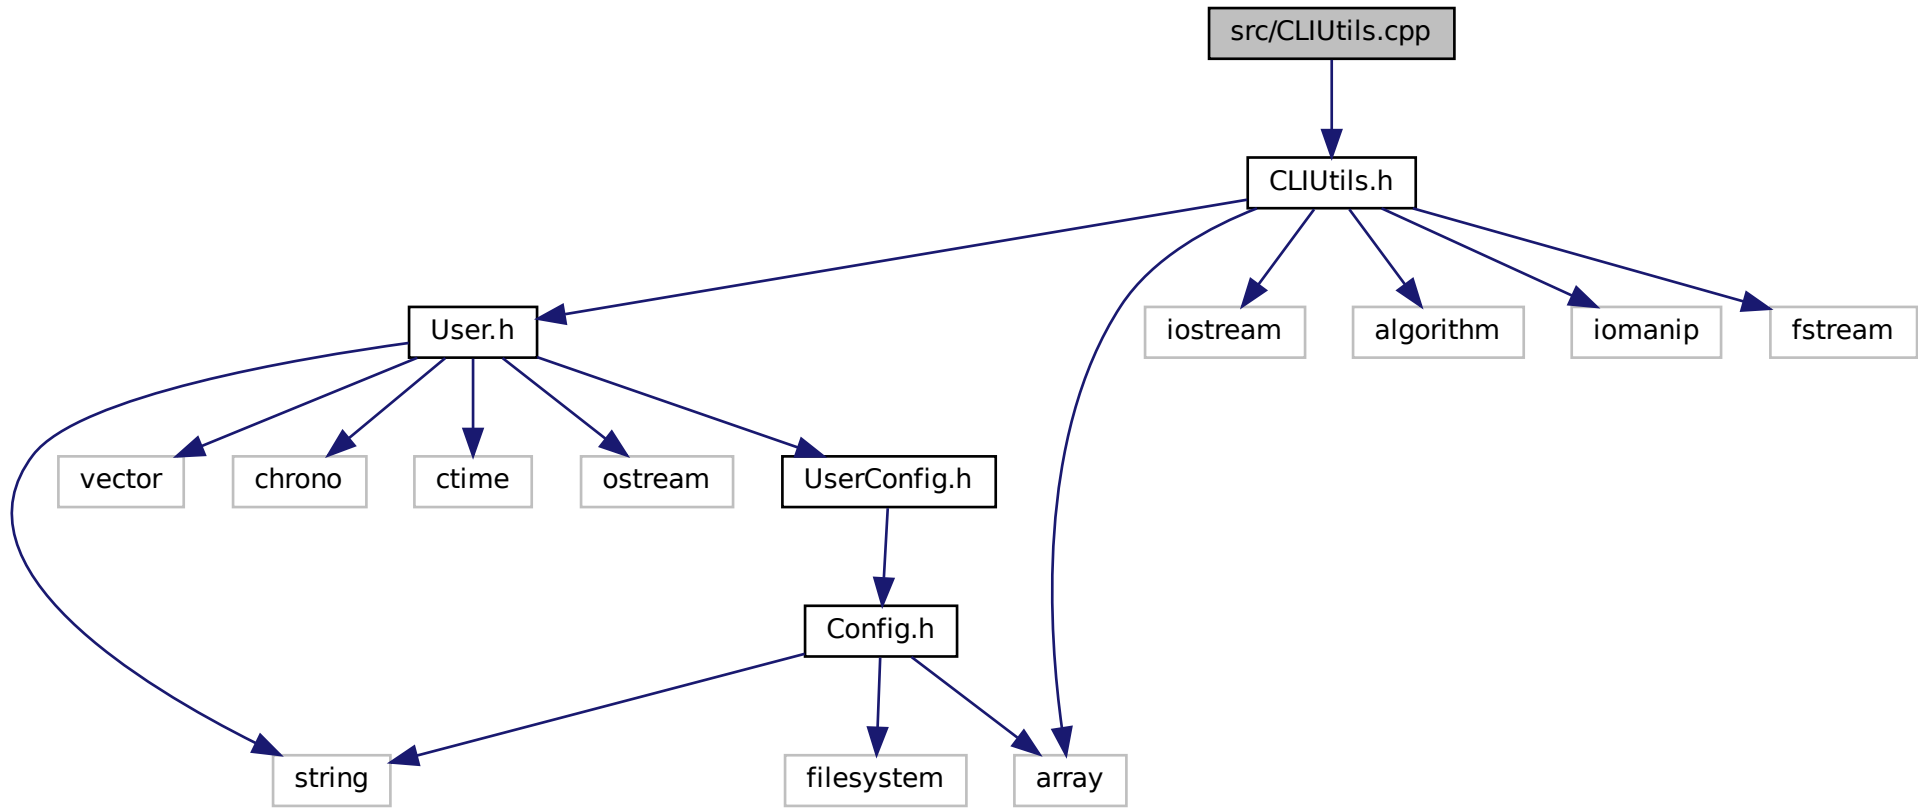 src/CLIUtils.cpp
CLIUtils.h
User.h
iostream
algorithm
iomanip
fstream
vector
chrono
ctime
ostream
UserConfig.h
Config.h
string
filesystem
array